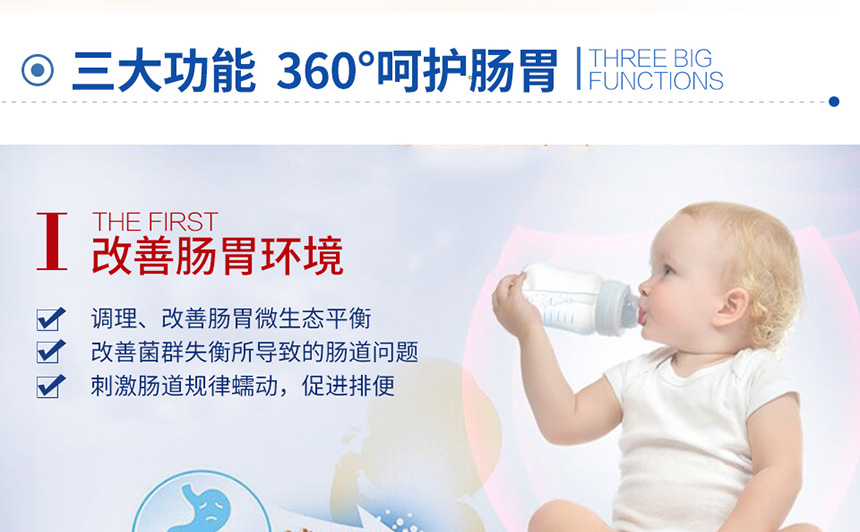 三大功能 360°呵护肠胃
THREE BIG
FUNCTIONS
I
THE FIRST
改善肠胃环境
调理、改善肠胃微生态平衡
改善菌群失衡所导致的肠道问题
刺激肠道规律蠕动，促进排便